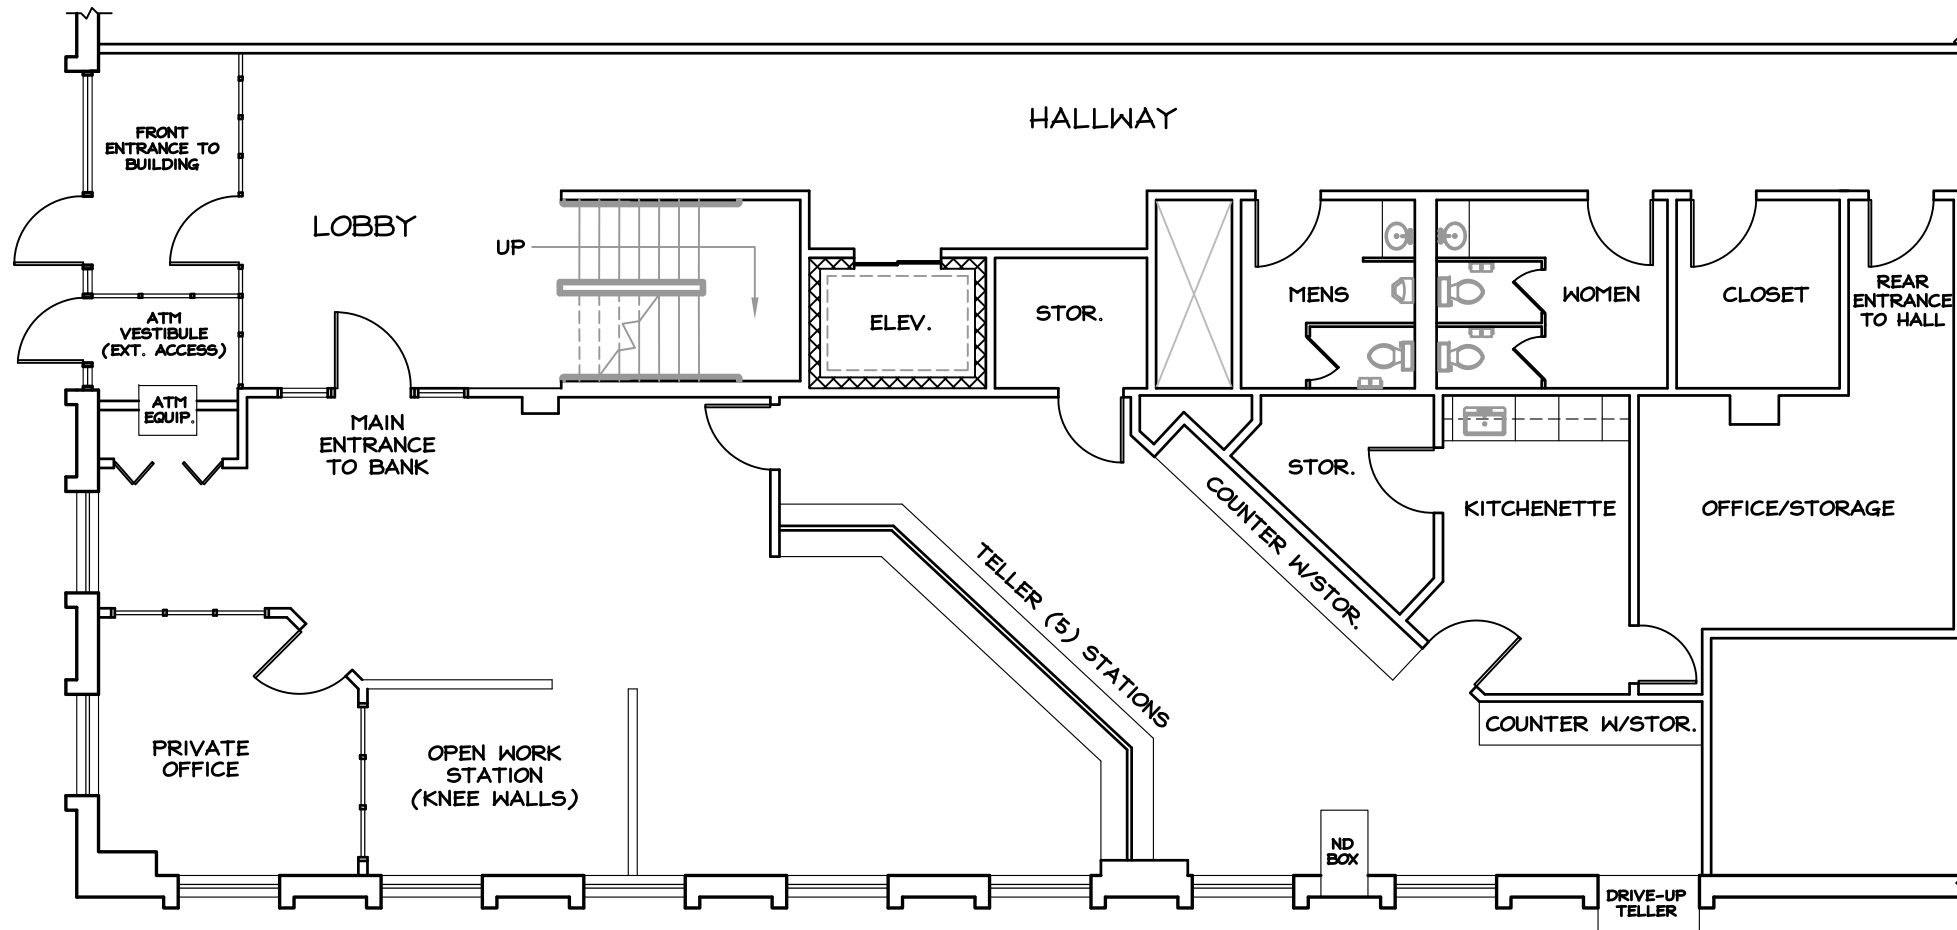 HALLWAY
FRONT
ENTRANCE TO
BUILDING
LOBBY
UP
ATM
VESTIBULE
(EXT. ACCESS)
ELEV.
STOR.
MENS
WOMEN
CLOSET
REAR
ENTRANCE
TO HALL
ATM
EQUIP.
MAIN
ENTRANCE
TO BANK
STOR.
COUNTER W/STOR.
KITCHENETTE
OFFICE/STORAGE
TELLER (5) STATIONS
PRIVATE
OFFICE
OPEN WORK
STATION
(KNEE WALLS)
COUNTER W/STOR.
ND
BOX
DRIVE-UP
TELLER